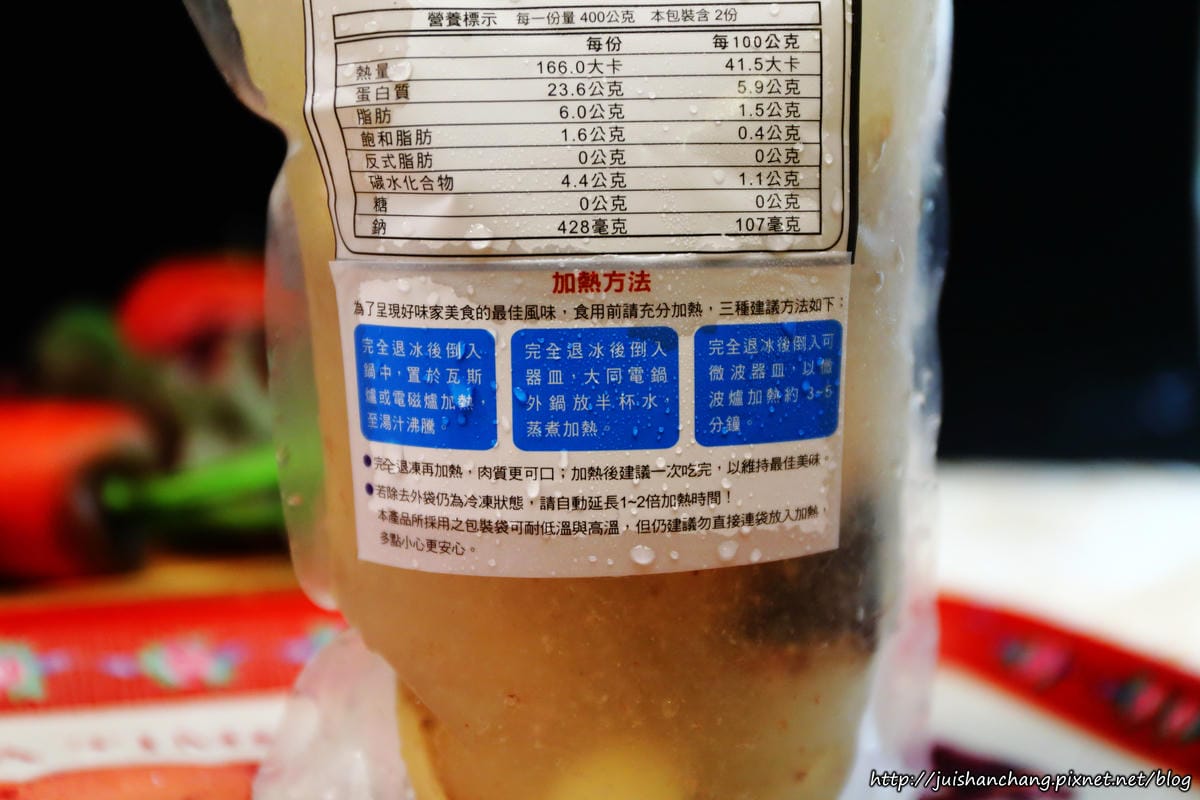 營養標示 每一份量 400公克 本包裝含 2份
每份 每100公克
熱量 166.0大卡 41.5大卡
蛋白質 23.6公克 5.9公克
脂肪 6.0公克 1.5公克
飽和脂肪 1.6公克 0.4公克
反式脂肪 0公克 0公克
碳水化合物 4.4公克 1.1公克
糖 0公克 0公克
鈉 428毫克 107毫克
加熱方法
為了呈現好味家美食的最佳風味，食用前請充分加熱，三種建議方法如下：
完全退冰後倒入
鍋中，置於瓦斯
爐或電磁爐加熱，
至湯汁沸騰。
完全退冰後倒入
器皿，大同電鍋
外鍋放半杯水，
蒸煮加熱。
完全退冰後倒入可
微波器皿，以微
波爐加熱約 3~5
分鐘。
●完全退凍再加熱，肉質更可口；加熱後建議一次吃完，以維持最佳美味。
●若除去外袋仍為冷凍狀態，請自動延長1~2倍加熱時間！
本產品所採用之包裝袋可耐低溫與高溫，但仍建議勿直接連袋放入加熱，
多點小心更安心。
http://juishanchang.pixnet.net/blog